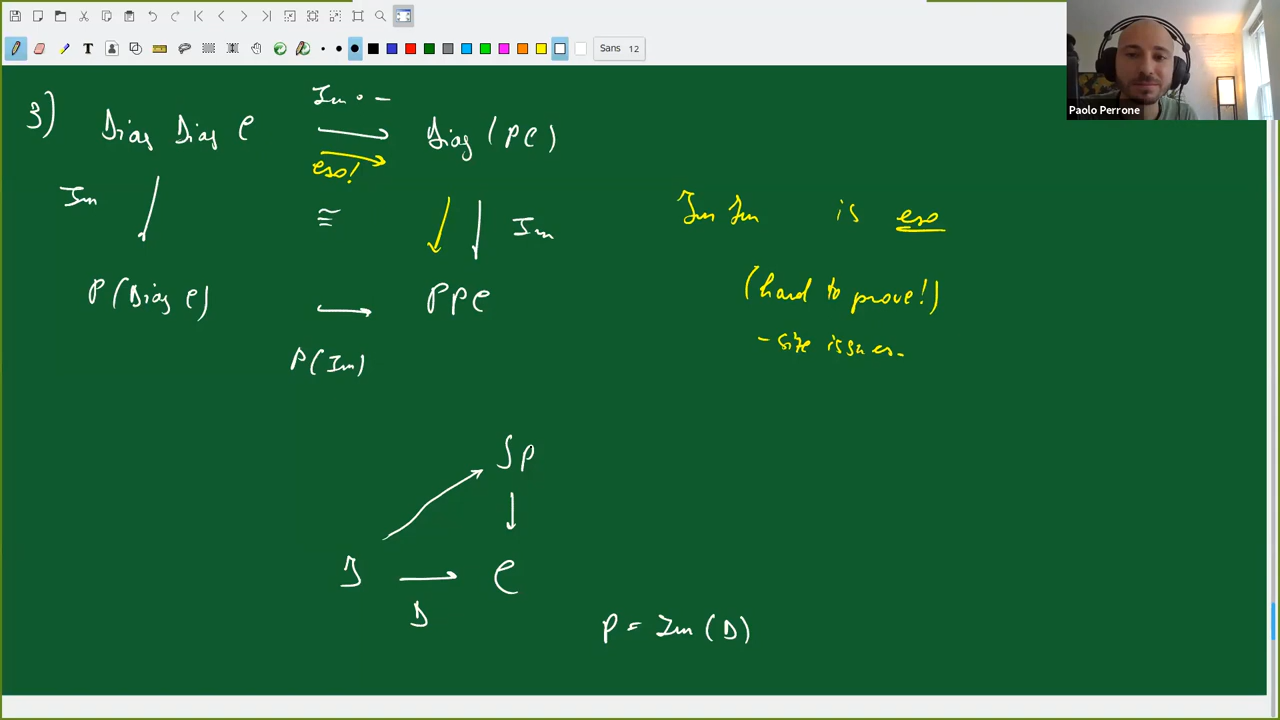 Sans 12
Paolo Perrone
3) Diag Diag C Im ∘ - Diag (PC)
eso!
Im ≅ Im
Im Im is eso
P(Diag C) PPC
(hard to prove!)
- size issues -
P(Im)
∫P
J C
D
P = Im (D)